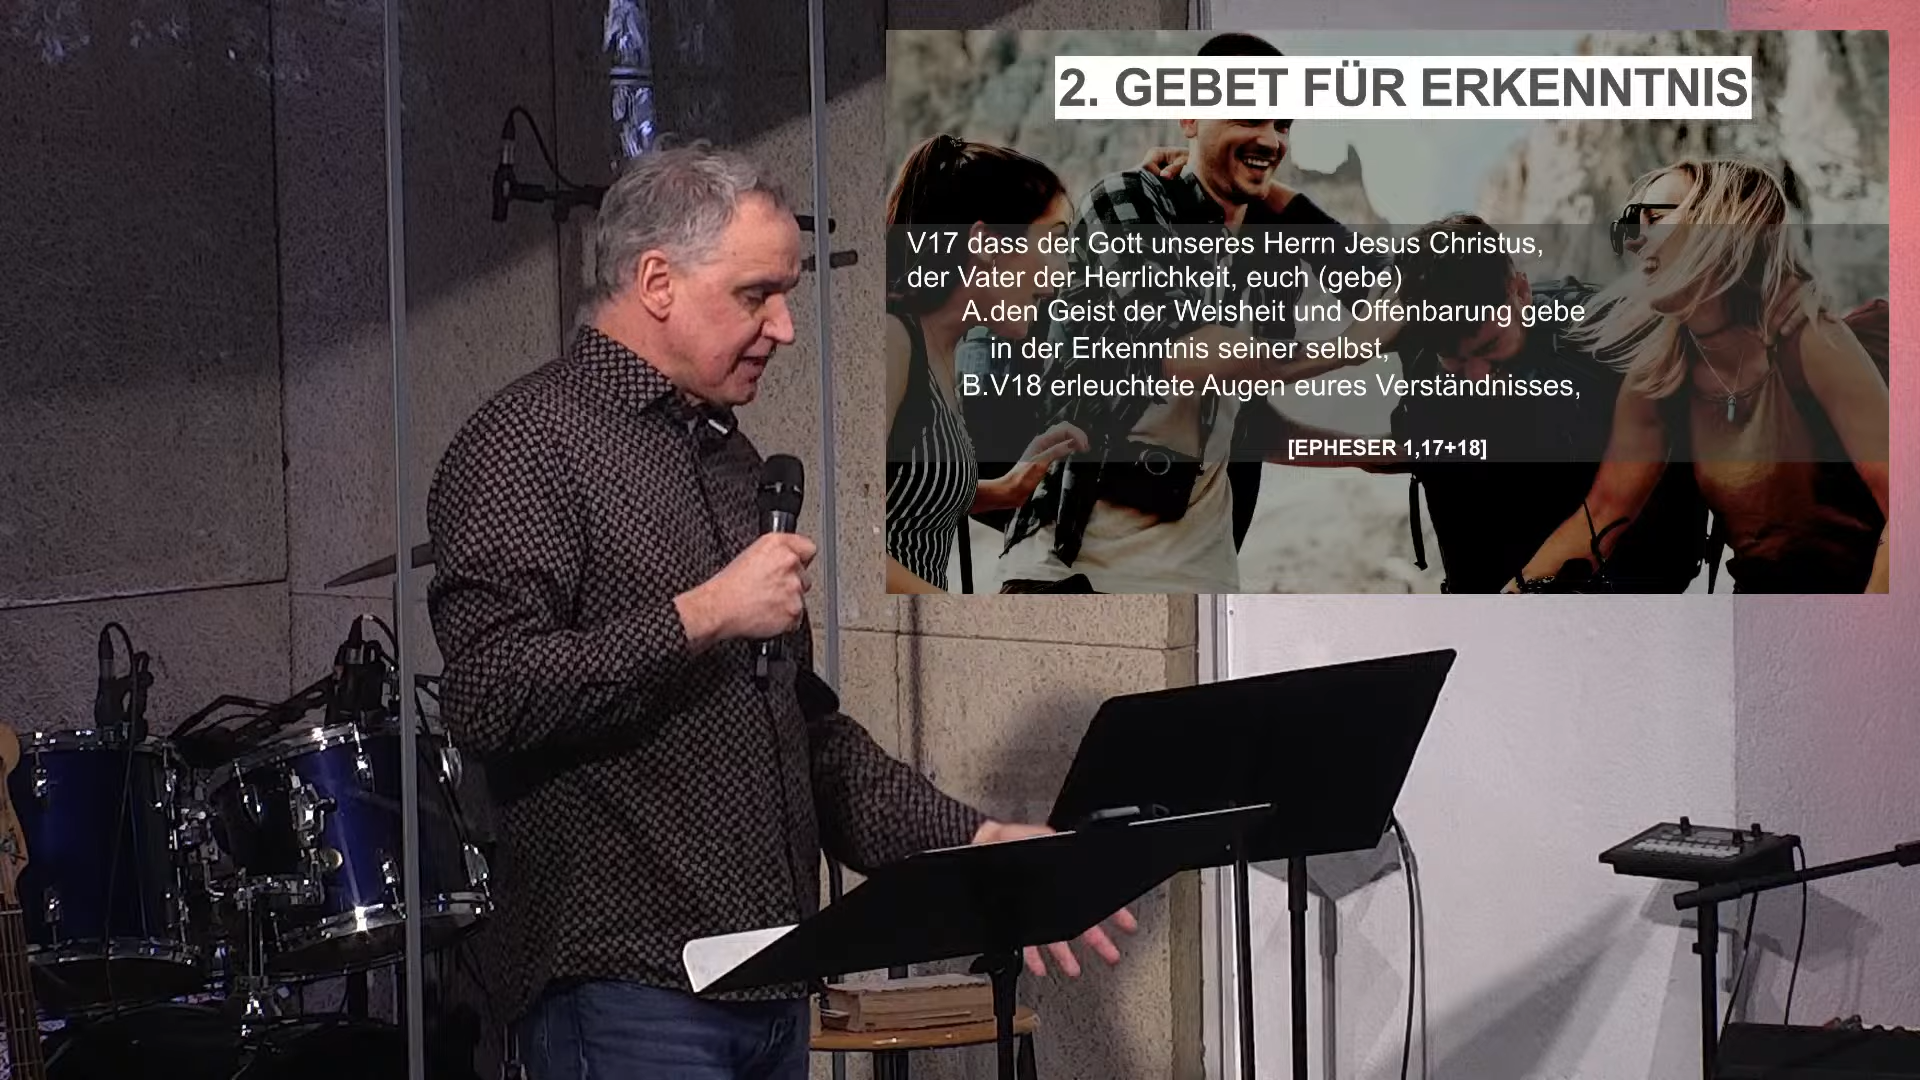 2. GEBET FÜR ERKENNTNIS
V17 dass der Gott unseres Herrn Jesus Christus,
der Vater der Herrlichkeit, euch (gebe)
A.den Geist der Weisheit und Offenbarung gebe
in der Erkenntnis seiner selbst,
B.V18 erleuchtete Augen eures Verständnisses,
[EPHESER 1,17+18]